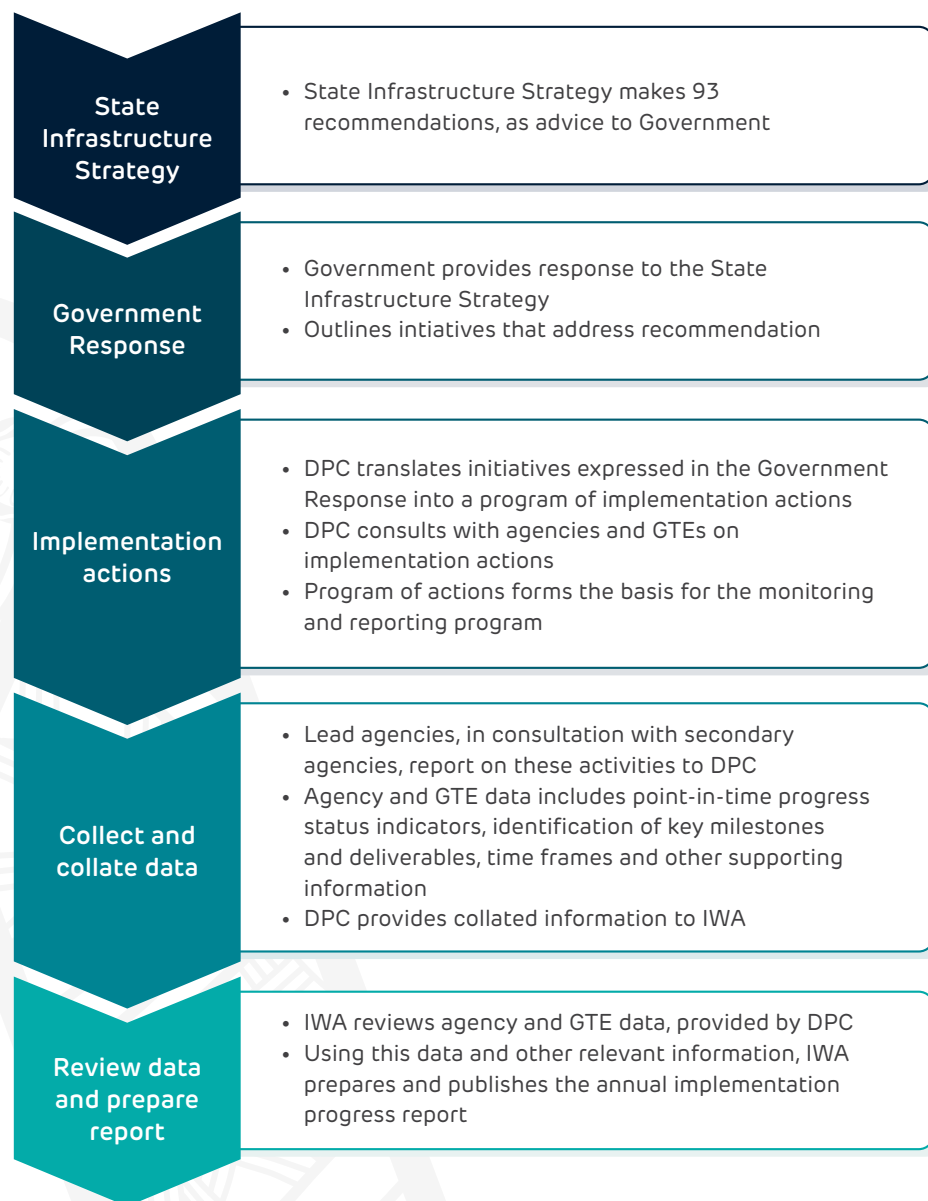 State
Infrastructure
Strategy
• State Infrastructure Strategy makes 93
recommendations, as advice to Government
Government
Response
• Government provides response to the State
Infrastructure Strategy
• Outlines intiatives that address recommendation
Implementation
actions
• DPC translates initiatives expressed in the Government
Response into a program of implementation actions
• DPC consults with agencies and GTEs on
implementation actions
• Program of actions forms the basis for the monitoring
and reporting program
Collect and
collate data
• Lead agencies, in consultation with secondary
agencies, report on these activities to DPC
• Agency and GTE data includes point-in-time progress
status indicators, identification of key milestones
and deliverables, time frames and other supporting
information
• DPC provides collated information to IWA
Review data
and prepare
report
• IWA reviews agency and GTE data, provided by DPC
• Using this data and other relevant information, IWA
prepares and publishes the annual implementation
progress report